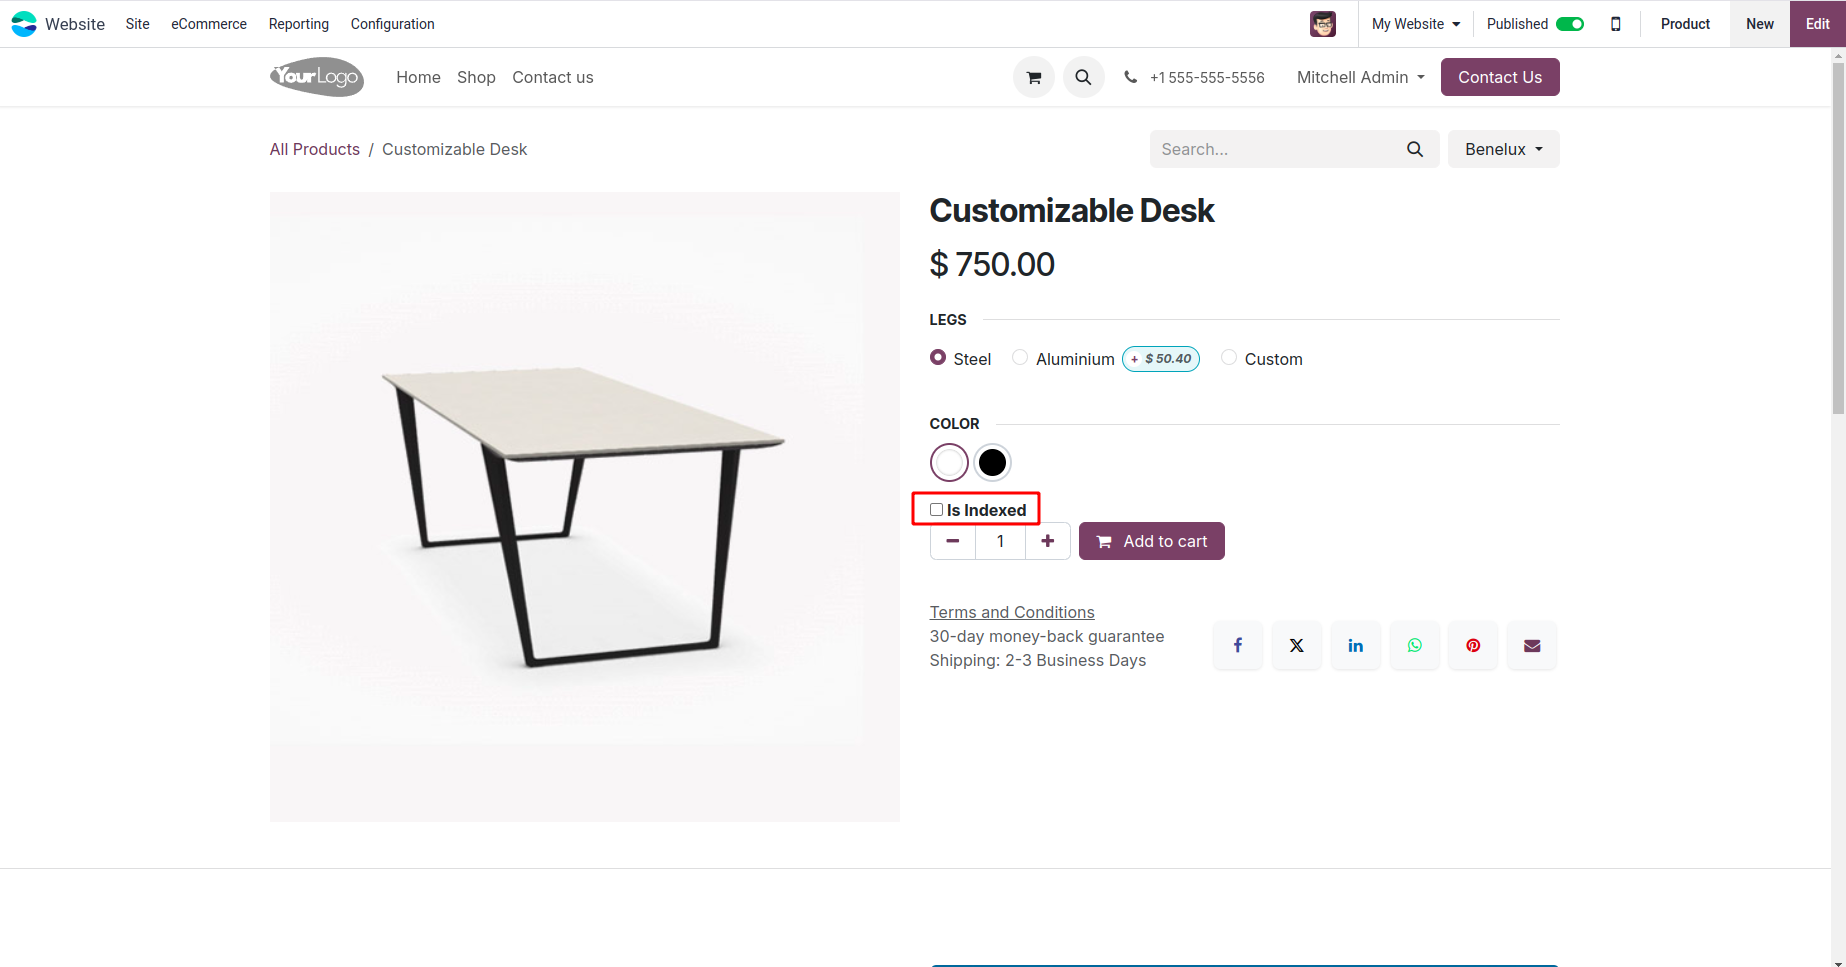 Website Site eCommerce Reporting Configuration My Website Published Product New Edit
YourLogo Home Shop Contact us +1 555-555-5556 Mitchell Admin Contact Us
All Products / Customizable Desk Search... Benelux
Customizable Desk
$ 750.00
LEGS
Steel Aluminium + $ 50.40 Custom
COLOR
Is Indexed
1 Add to cart
Terms and Conditions
30-day money-back guarantee
Shipping: 2-3 Business Days